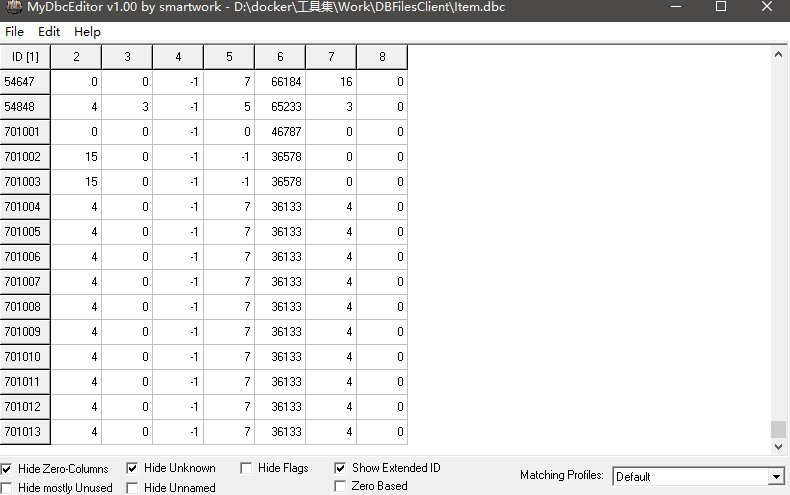 MyDbcEditor v1.00 by smartwork - D:\docker\工具集\Work\DBFilesClient\Item.dbc
File Edit Help
ID [1] 2 3 4 5 6 7 8
54647 0 0 -1 7 66184 16 0
54848 4 3 -1 5 65233 3 0
701001 0 0 -1 0 46787 0 0
701002 15 0 -1 -1 36578 0 0
701003 15 0 -1 -1 36578 0 0
701004 4 0 -1 7 36133 4 0
701005 4 0 -1 7 36133 4 0
701006 4 0 -1 7 36133 4 0
701007 4 0 -1 7 36133 4 0
701008 4 0 -1 7 36133 4 0
701009 4 0 -1 7 36133 4 0
701010 4 0 -1 7 36133 4 0
701011 4 0 -1 7 36133 4 0
701012 4 0 -1 7 36133 4 0
701013 4 0 -1 7 36133 4 0
Hide Zero-Columns Hide Unknown Hide Flags Show Extended ID Matching Profiles: Default
Hide mostly Unused Hide Unnamed Zero Based